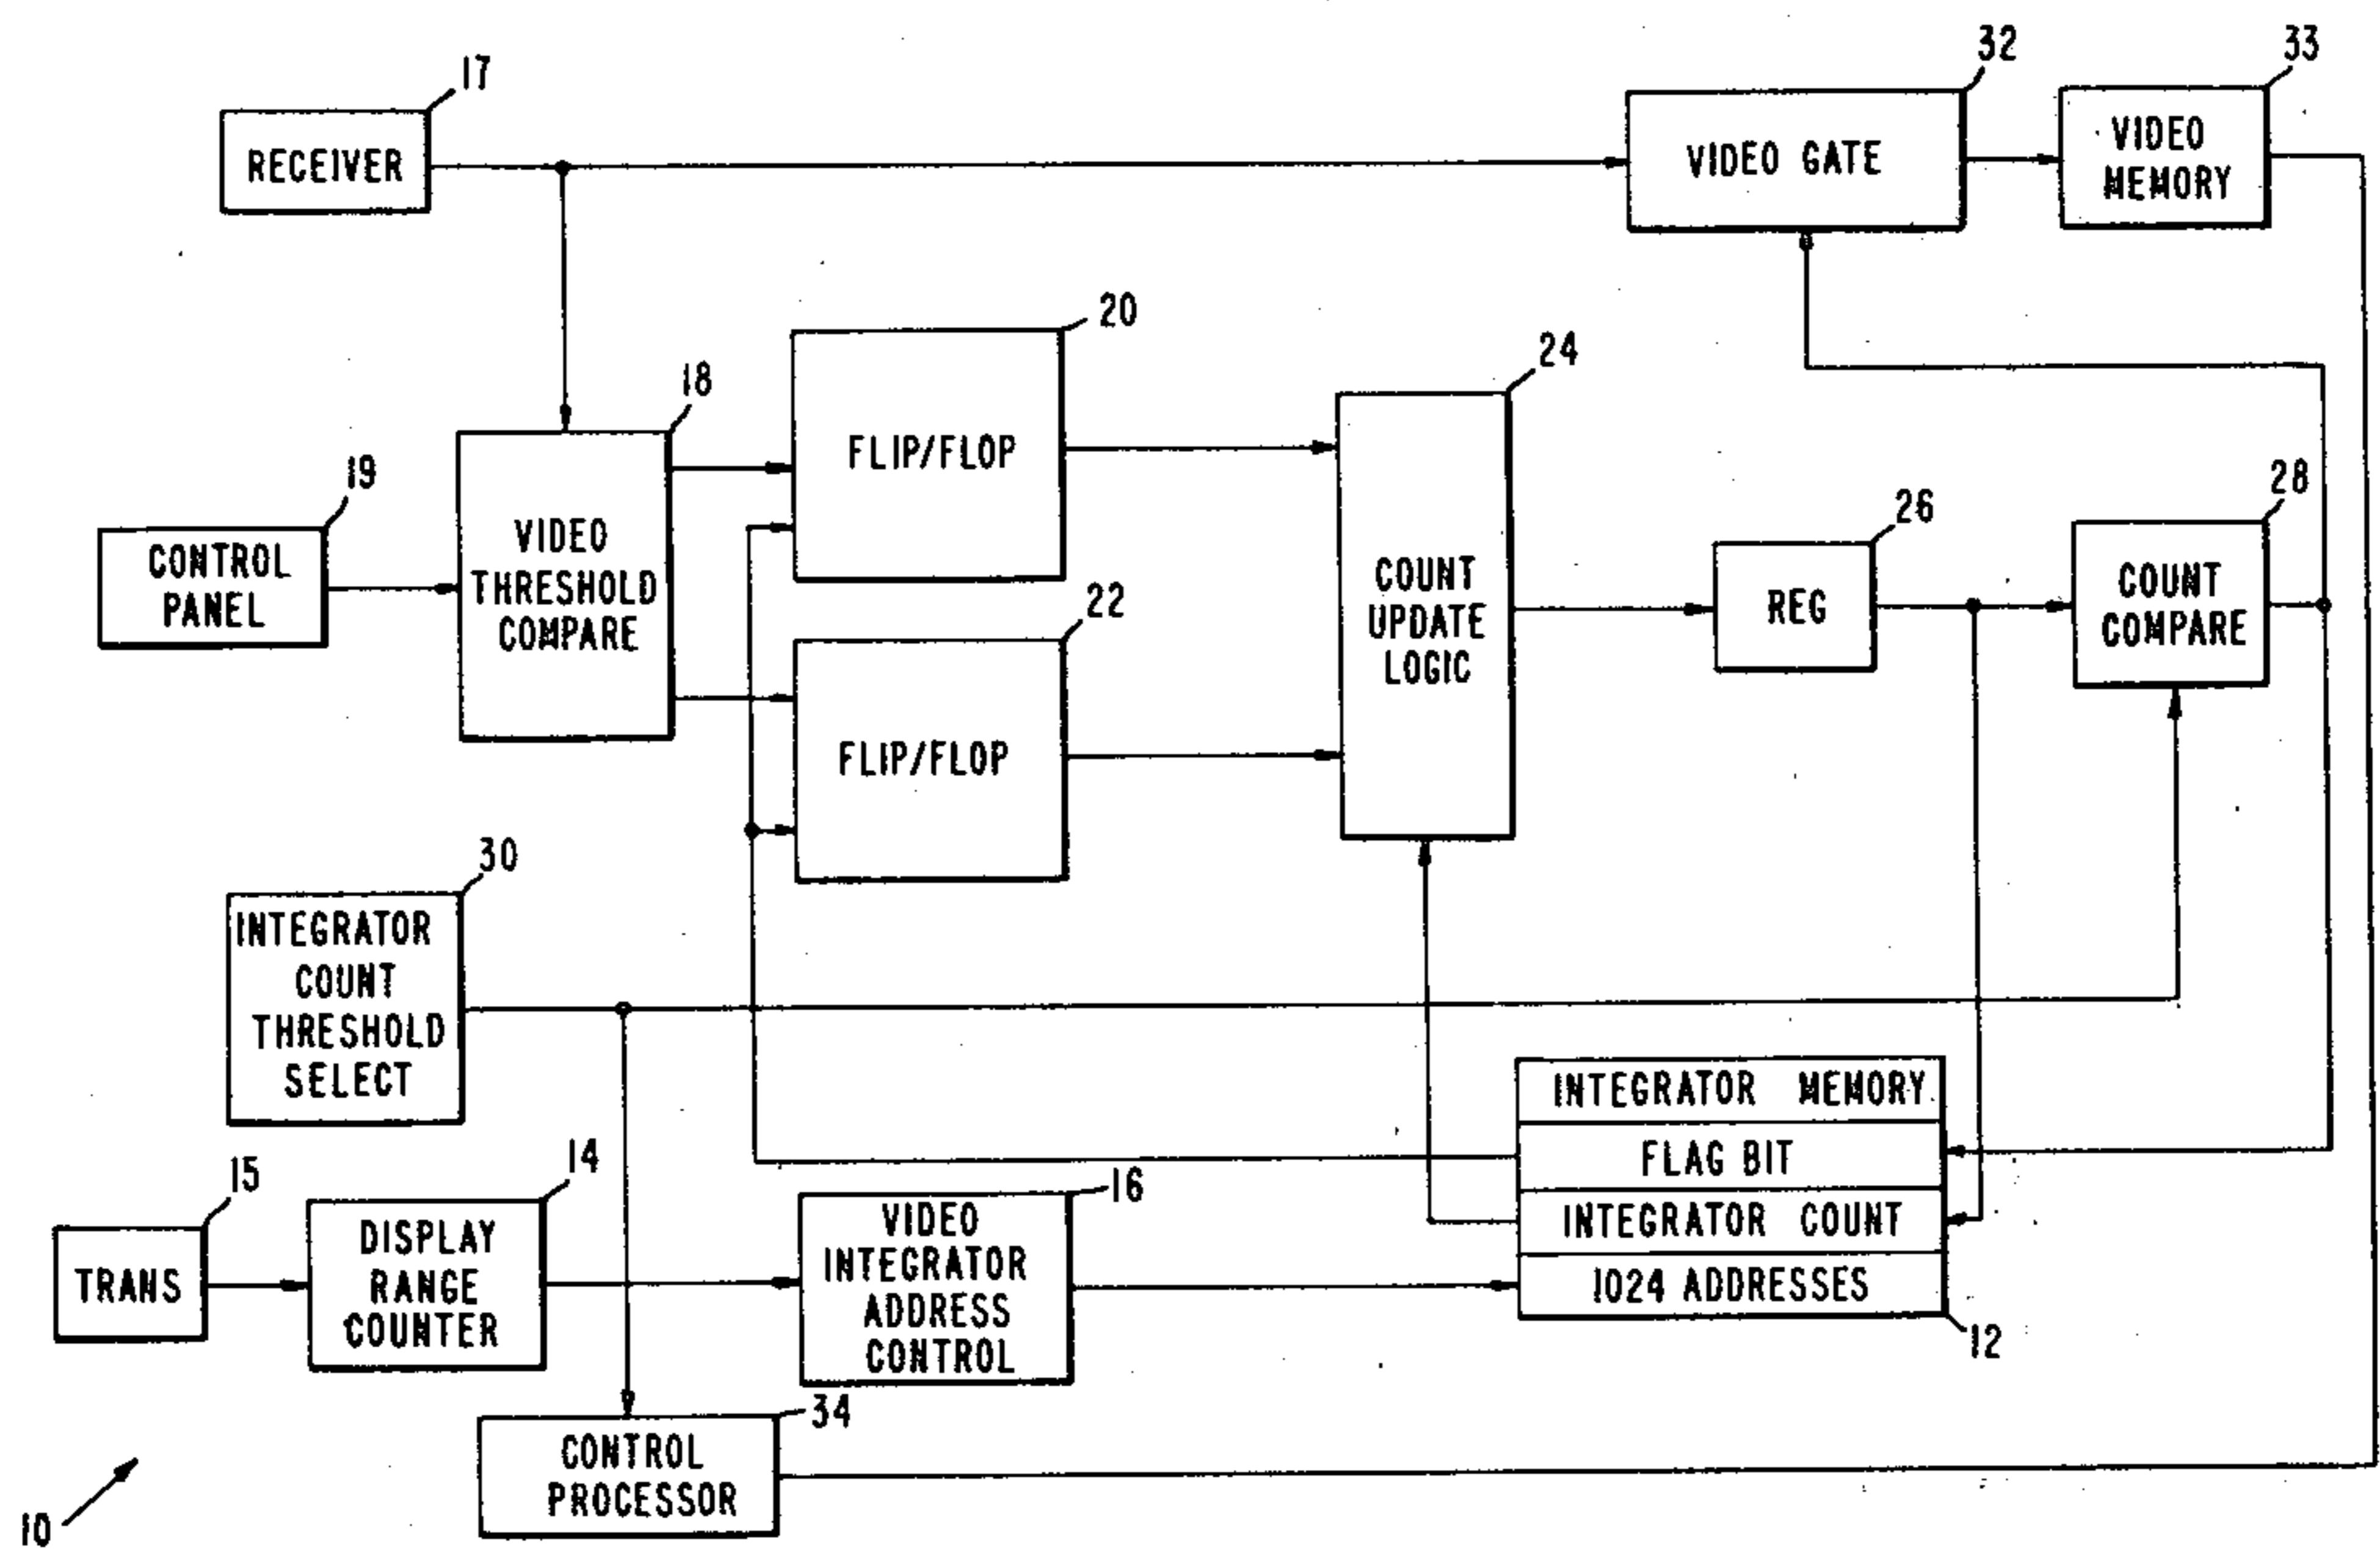 17
RECEIVER
32
VIDEO GATE
33
VIDEO
MEMORY
19
CONTROL
PANEL
18
VIDEO
THRESHOLD
COMPARE
20
FLIP/FLOP
22
FLIP/FLOP
24
COUNT
UPDATE
LOGIC
26
REG
28
COUNT
COMPARE
30
INTEGRATOR
COUNT
THRESHOLD
SELECT
15
TRANS
14
DISPLAY
RANGE
COUNTER
16
VIDEO
INTEGRATOR
ADDRESS
CONTROL
INTEGRATOR MEMORY
FLAG BIT
INTEGRATOR COUNT
1024 ADDRESSES
12
34
CONTROL
PROCESSOR
10